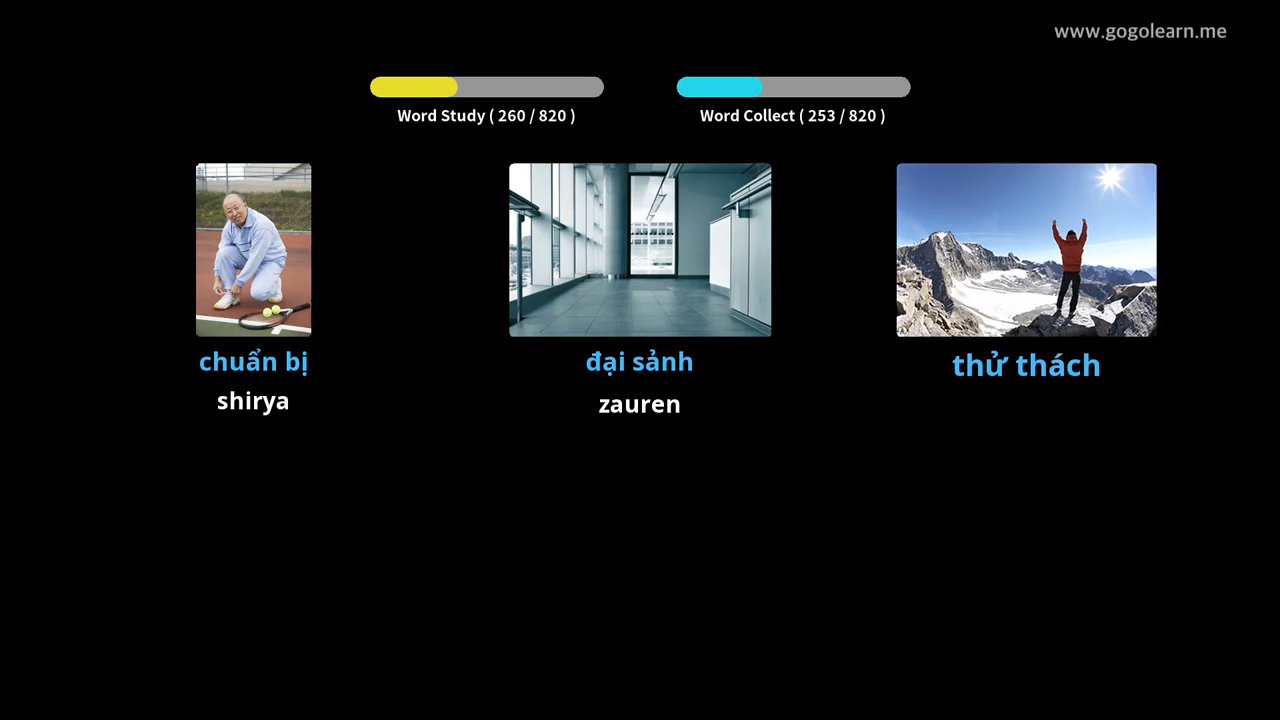 www.gogolearn.me
Word Study ( 260 / 820 )
Word Collect ( 253 / 820 )
chuẩn bị
shirya
đại sảnh
zauren
thử thách